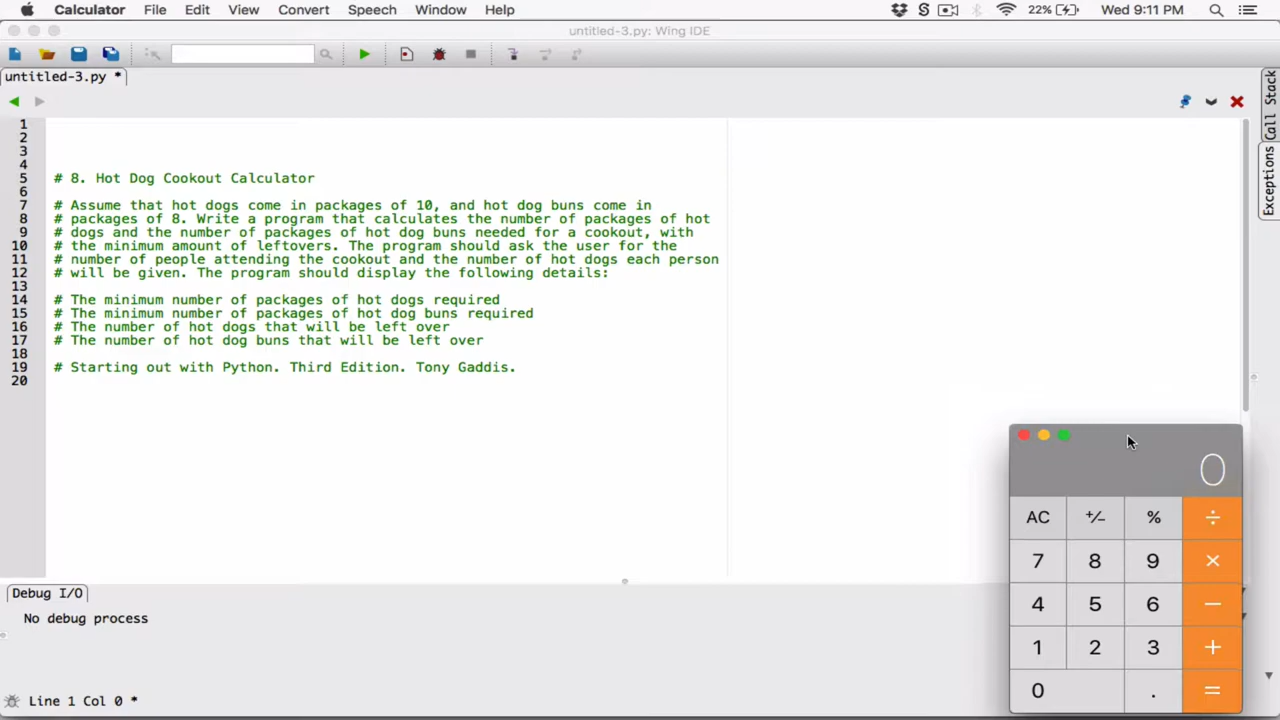 Calculator File Edit View Convert Speech Window Help 22% Wed 9:11 PM
untitled-3.py: Wing IDE
untitled-3.py *
Call Stack
Exceptions
1
2
3
4
5 # 8. Hot Dog Cookout Calculator
6
7 # Assume that hot dogs come in packages of 10, and hot dog buns come in
8 # packages of 8. Write a program that calculates the number of packages of hot
9 # dogs and the number of packages of hot dog buns needed for a cookout, with
10 # the minimum amount of leftovers. The program should ask the user for the
11 # number of people attending the cookout and the number of hot dogs each person
12 # will be given. The program should display the following details:
13
14 # The minimum number of packages of hot dogs required
15 # The minimum number of packages of hot dog buns required
16 # The number of hot dogs that will be left over
17 # The number of hot dog buns that will be left over
18
19 # Starting out with Python. Third Edition. Tony Gaddis.
20
0
AC +/− % ÷
7 8 9 ×
4 5 6 −
1 2 3 +
0 . =
Debug I/O
No debug process
Line 1 Col 0 *